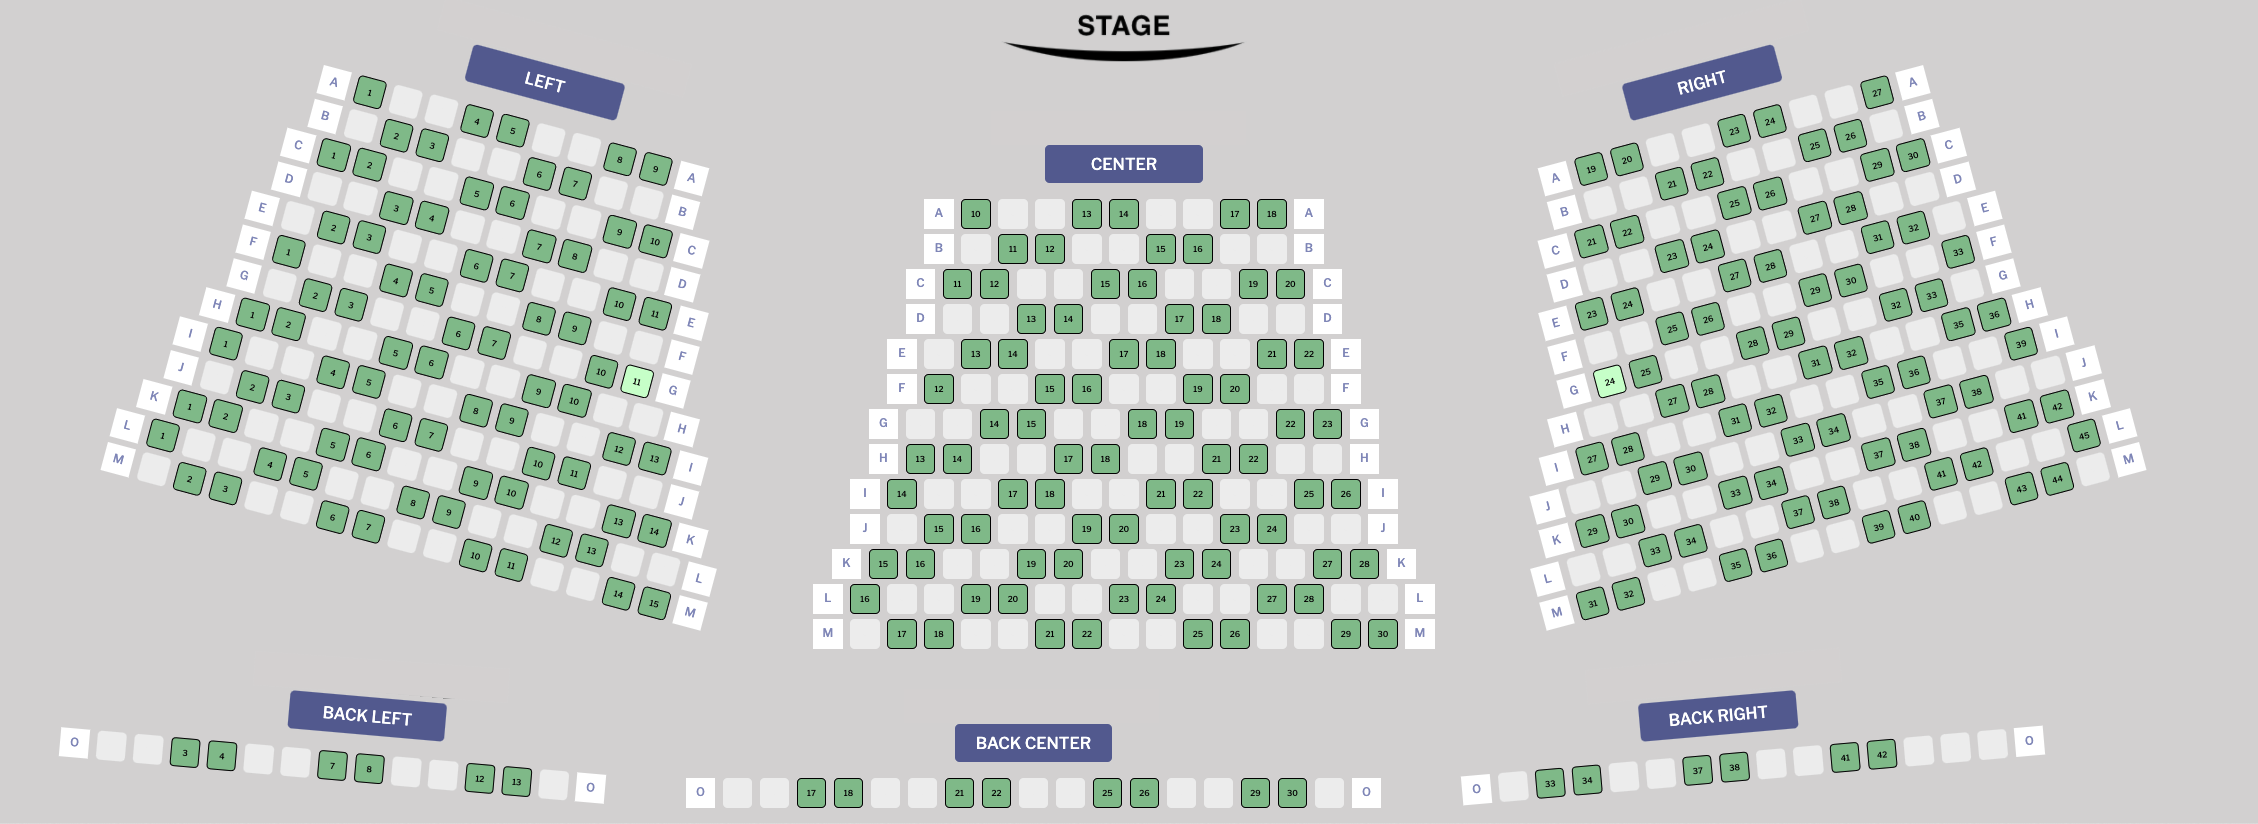 STAGE
LEFT
A 1 4 5 8 9 A
B 2 3 6 7 B
C 1 2 5 6 9 10 C
D 3 4 7 8 D
E 2 3 6 7 10 11 E
F 1 4 5 8 9 F
G 2 3 6 7 10 11 G
H 1 2 5 6 9 10 H
I 1 4 5 8 9 12 13 I
J 2 3 6 7 10 11 J
K 1 2 5 6 9 10 13 14 K
L 1 4 5 8 9 12 13 L
M 2 3 6 7 10 11 14 15 M
CENTER
A 10 13 14 17 18 A
B 11 12 15 16 B
C 11 12 15 16 19 20 C
D 13 14 17 18 D
E 13 14 17 18 21 22 E
F 12 15 16 19 20 F
G 14 15 18 19 22 23 G
H 13 14 17 18 21 22 H
I 14 17 18 21 22 25 26 I
J 15 16 19 20 23 24 J
K 15 16 19 20 23 24 27 28 K
L 16 19 20 23 24 27 28 L
M 17 18 21 22 25 26 29 30 M
RIGHT
A 19 20 23 24 27 A
B 21 22 25 26 B
C 21 22 25 26 29 30 C
D 23 24 27 28 D
E 23 24 27 28 31 32 E
F 25 26 29 30 33 F
G 24 25 28 29 32 33 G
H 27 28 31 32 35 36 H
I 27 28 31 32 35 36 39 I
J 29 30 33 34 37 38 J
K 29 30 33 34 37 38 41 42 K
L 33 34 37 38 41 42 45 L
M 31 32 35 36 39 40 43 44 M
BACK LEFT
O 3 4 7 8 12 13 O
BACK CENTER
O 17 18 21 22 25 26 29 30 O
BACK RIGHT
O 33 34 37 38 41 42 O